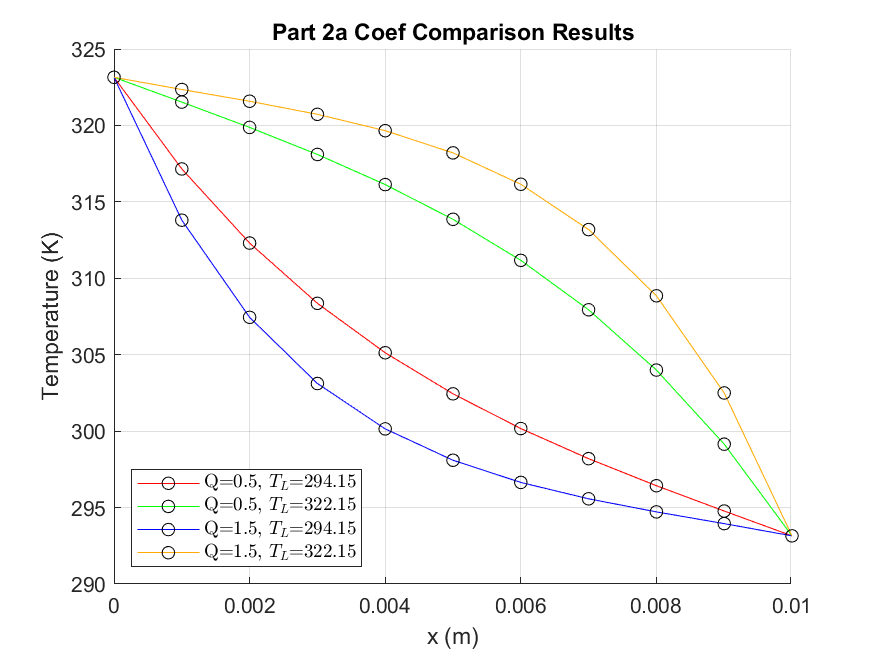 Part 2a Coef Comparison Results
325
320
315
310
305
300
295
290
Temperature (K)
Q=0.5, T_L=294.15
Q=0.5, T_L=322.15
Q=1.5, T_L=294.15
Q=1.5, T_L=322.15
0 0.002 0.004 0.006 0.008 0.01
x (m)